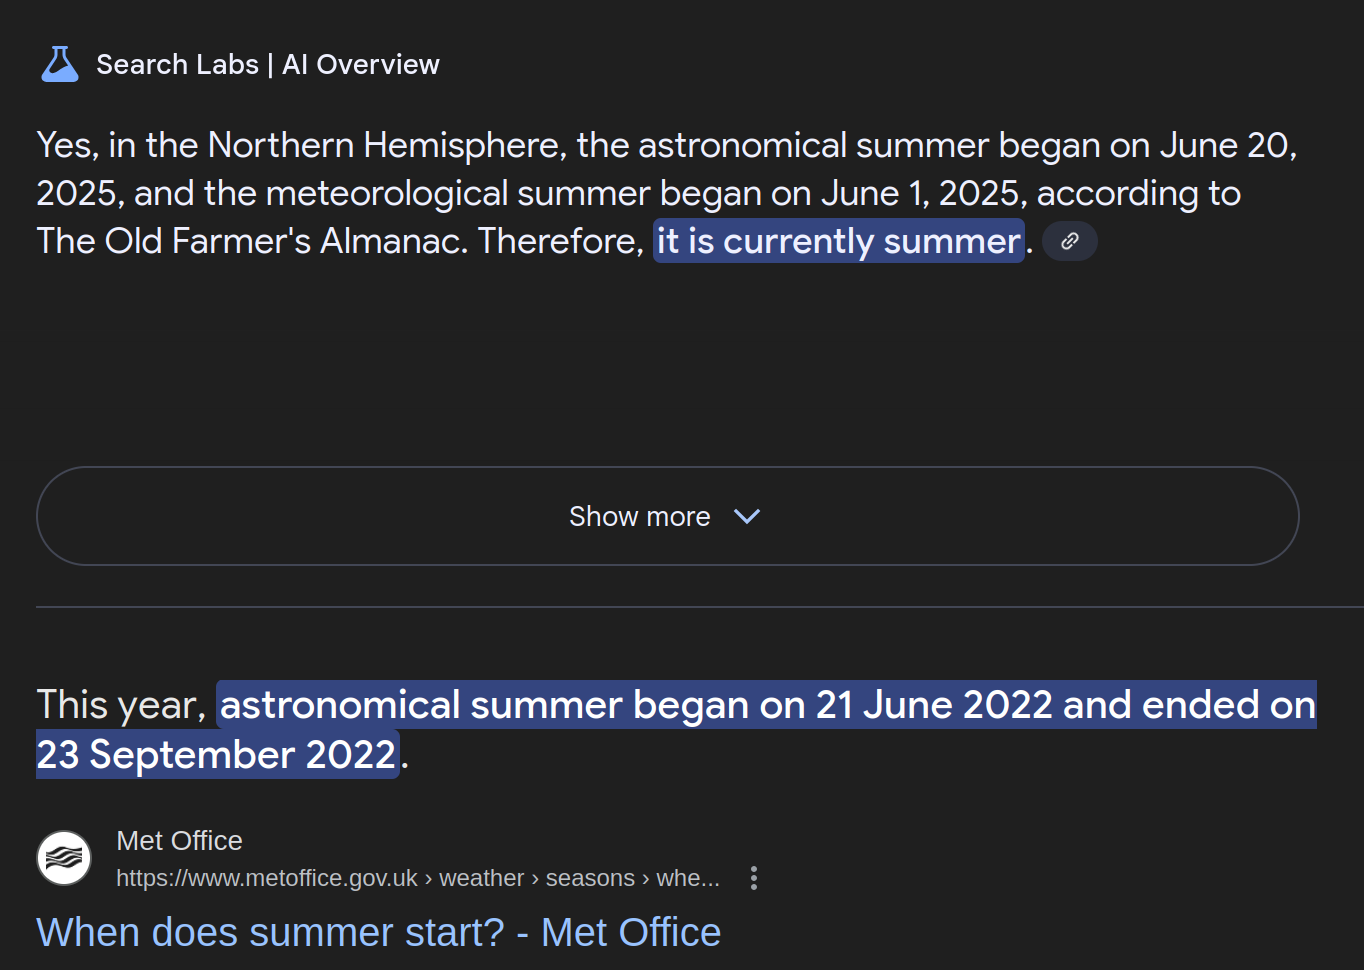 Search Labs | AI Overview
Yes, in the Northern Hemisphere, the astronomical summer began on June 20,
2025, and the meteorological summer began on June 1, 2025, according to
The Old Farmer's Almanac. Therefore, it is currently summer.
Show more
This year, astronomical summer began on 21 June 2022 and ended on
23 September 2022.
Met Office
https://www.metoffice.gov.uk › weather › seasons › whe...
When does summer start? - Met Office